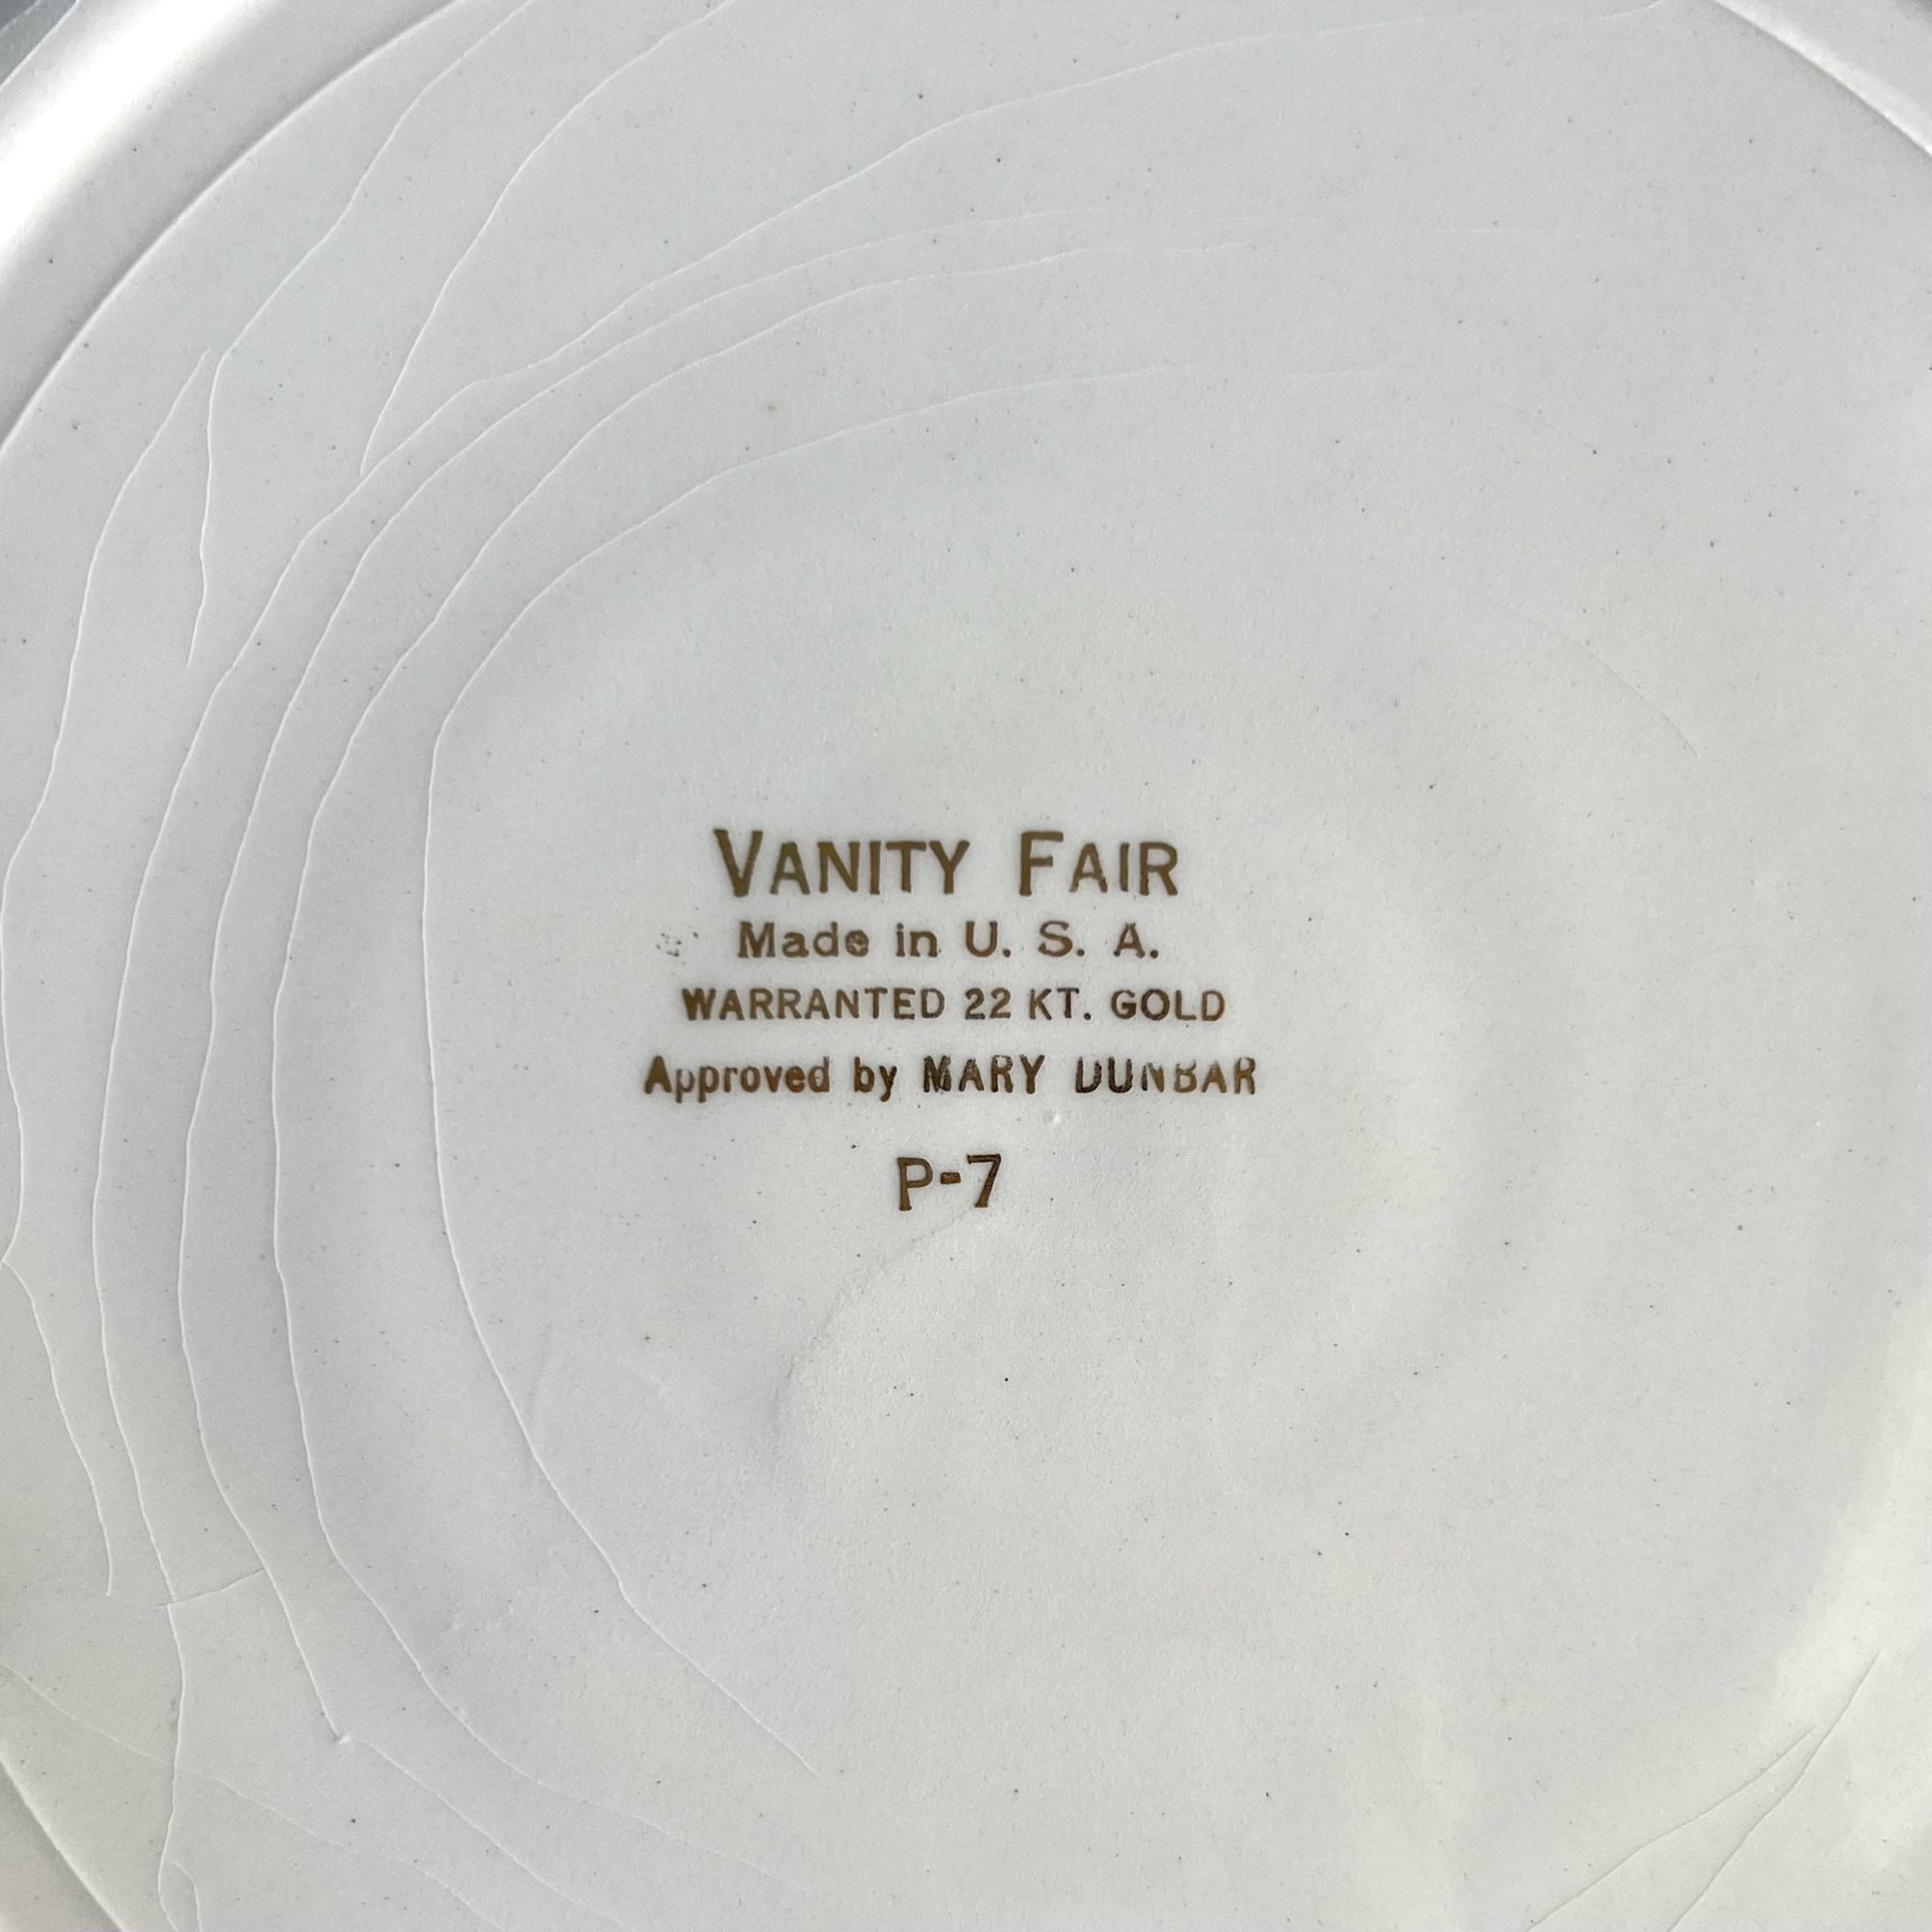 VANITY FAIR
Made in U. S. A.
WARRANTED 22 KT. GOLD
Approved by MARY DUNBAR
P-7